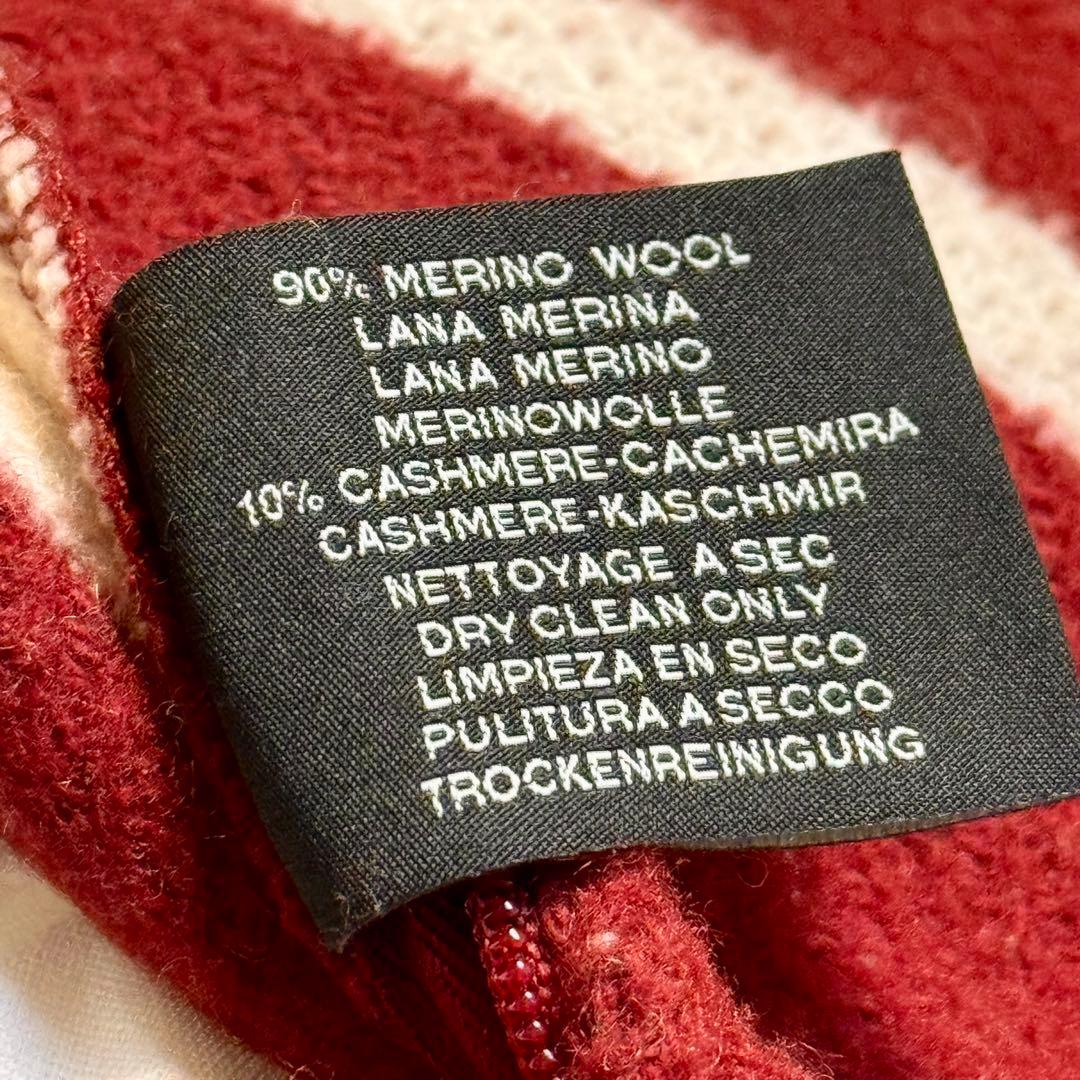 90% MERINO WOOL
LANA MERINA
LANA MERINO
MERINOWOLLE
10% CASHMERE-CACHEMIRA
CASHMERE-KASCHMIR
NETTOYAGE A SEC
DRY CLEAN ONLY
LIMPIEZA EN SECO
PULITURA A SECCO
TROCKENREINIGUNG